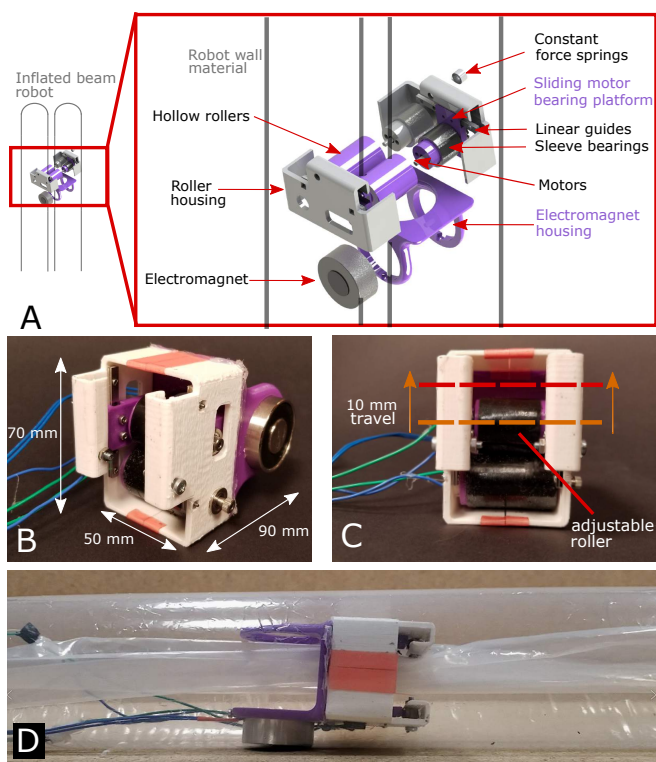 Inflated beam
robot
Robot wall
material
Constant
force springs
Sliding motor
bearing platform
Linear guides
Sleeve bearings
Motors
Electromagnet
housing
Hollow rollers
Roller
housing
Electromagnet
A
70 mm
50 mm
90 mm
B
10 mm
travel
adjustable
roller
C
D